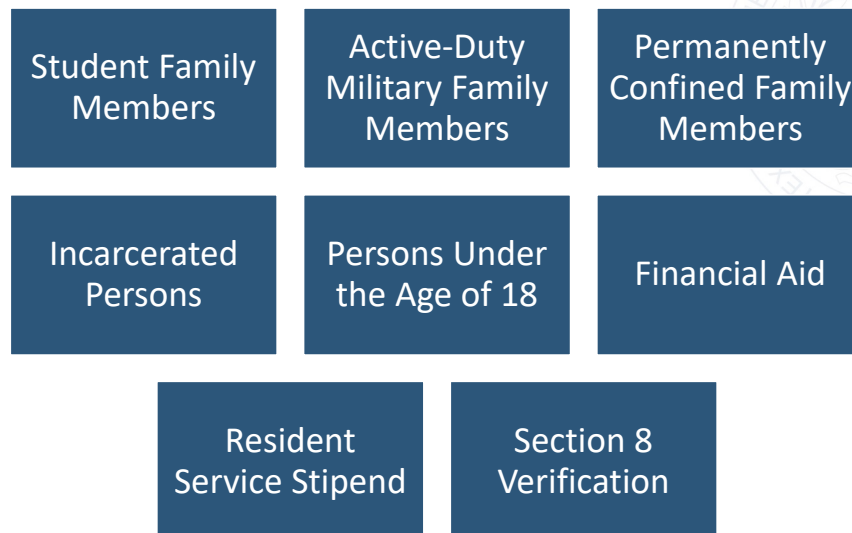 Student Family
Members
Active-Duty
Military Family
Members
Permanently
Confined Family
Members
Incarcerated
Persons
Persons Under
the Age of 18
Financial Aid
Resident
Service Stipend
Section 8
Verification